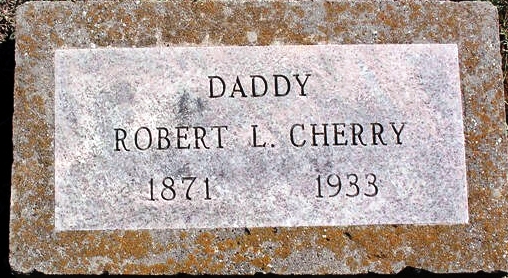 DADDY
ROBERT L. CHERRY
1871 1933